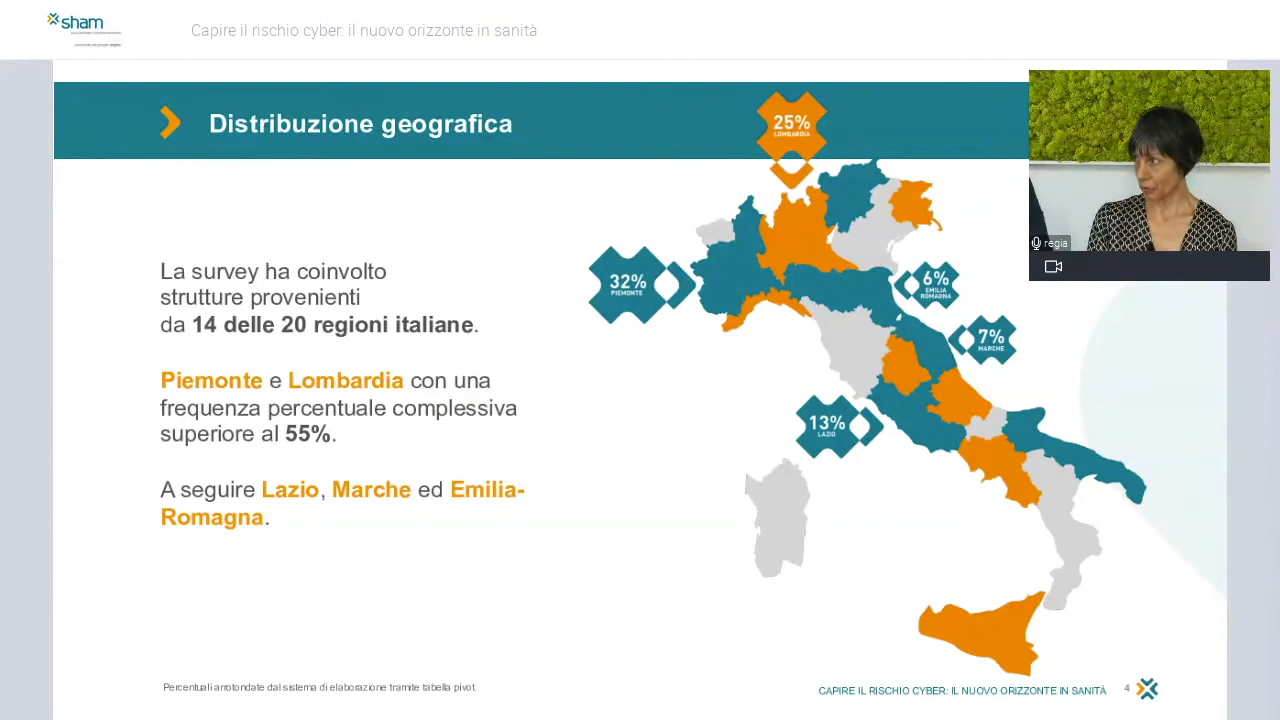 sham
Capire il rischio cyber: il nuovo orizzonte in sanità
Distribuzione geografica
25%
LOMBARDIA
regia
La survey ha coinvolto
strutture provenienti
da 14 delle 20 regioni italiane.
Piemonte e Lombardia con una
frequenza percentuale complessiva
superiore al 55%.
A seguire Lazio, Marche ed Emilia-
Romagna.
32%
PIEMONTE
6%
EMILIA
ROMAGNA
7%
MARCHE
13%
LAZIO
Percentuali arrotondate dal sistema di elaborazione tramite tabella pivot.
CAPIRE IL RISCHIO CYBER: IL NUOVO ORIZZONTE IN SANITÀ 4